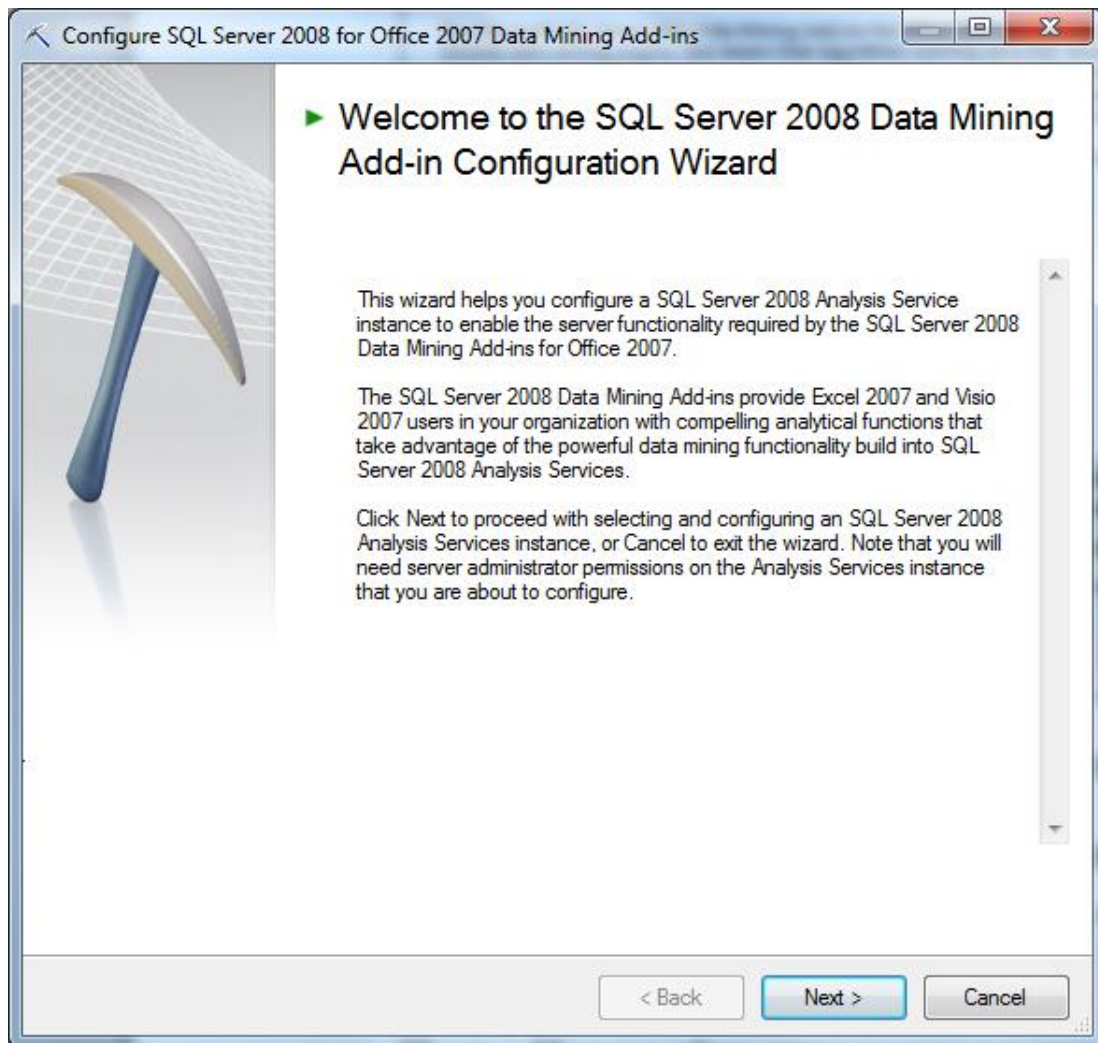 Configure SQL Server 2008 for Office 2007 Data Mining Add-ins
Welcome to the SQL Server 2008 Data Mining
Add-in Configuration Wizard
This wizard helps you configure a SQL Server 2008 Analysis Service
instance to enable the server functionality required by the SQL Server 2008
Data Mining Add-ins for Office 2007.
The SQL Server 2008 Data Mining Add-ins provide Excel 2007 and Visio
2007 users in your organization with compelling analytical functions that
take advantage of the powerful data mining functionality build into SQL
Server 2008 Analysis Services.
Click Next to proceed with selecting and configuring an SQL Server 2008
Analysis Services instance, or Cancel to exit the wizard. Note that you will
need server administrator permissions on the Analysis Services instance
that you are about to configure.
< Back
Next >
Cancel